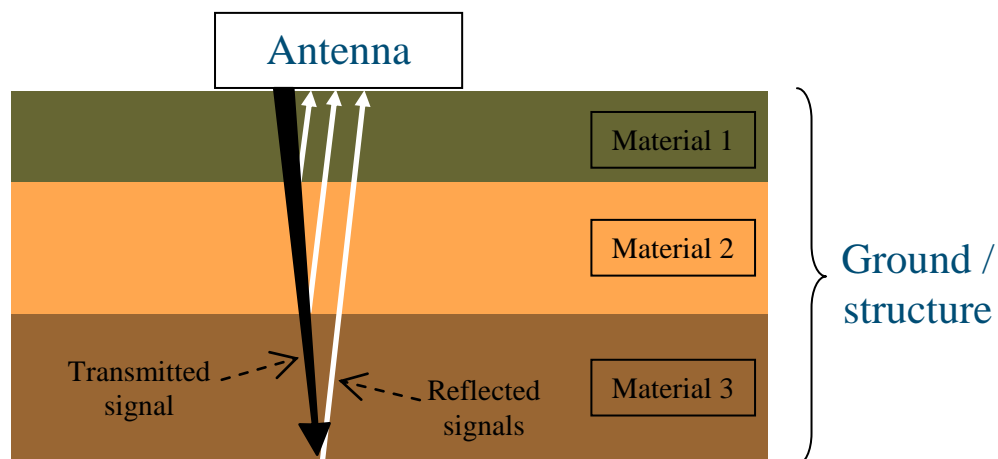 Antenna
Material 1
Material 2
Ground /
structure
Transmitted
signal
Reflected
signals
Material 3